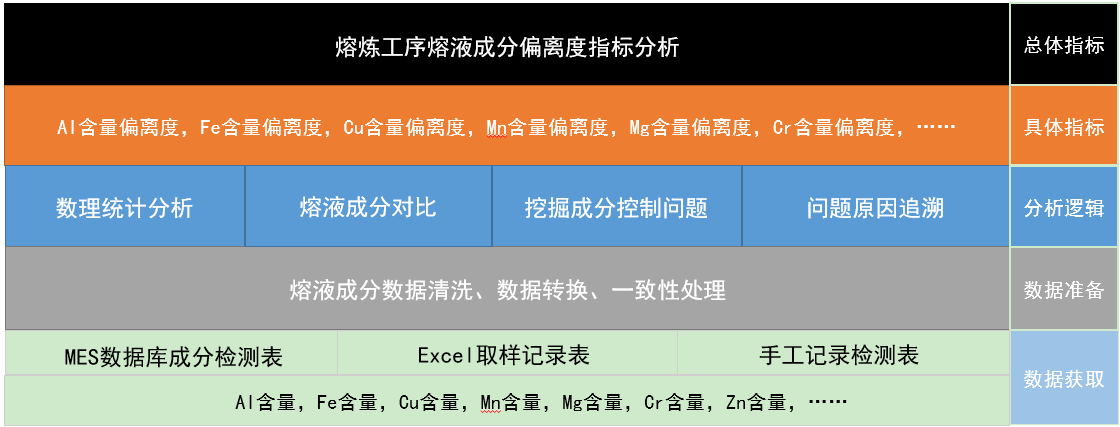 熔炼工序熔液成分偏离度指标分析
总体指标
Al含量偏离度，Fe含量偏离度，Cu含量偏离度，Mn含量偏离度，Mg含量偏离度，Cr含量偏离度，……
具体指标
数理统计分析
熔液成分对比
挖掘成分控制问题
问题原因追溯
分析逻辑
熔液成分数据清洗、数据转换、一致性处理
数据准备
MES数据库成分检测表
Excel取样记录表
手工记录检测表
数据获取
Al含量，Fe含量，Cu含量，Mn含量，Mg含量，Cr含量，Zn含量，……